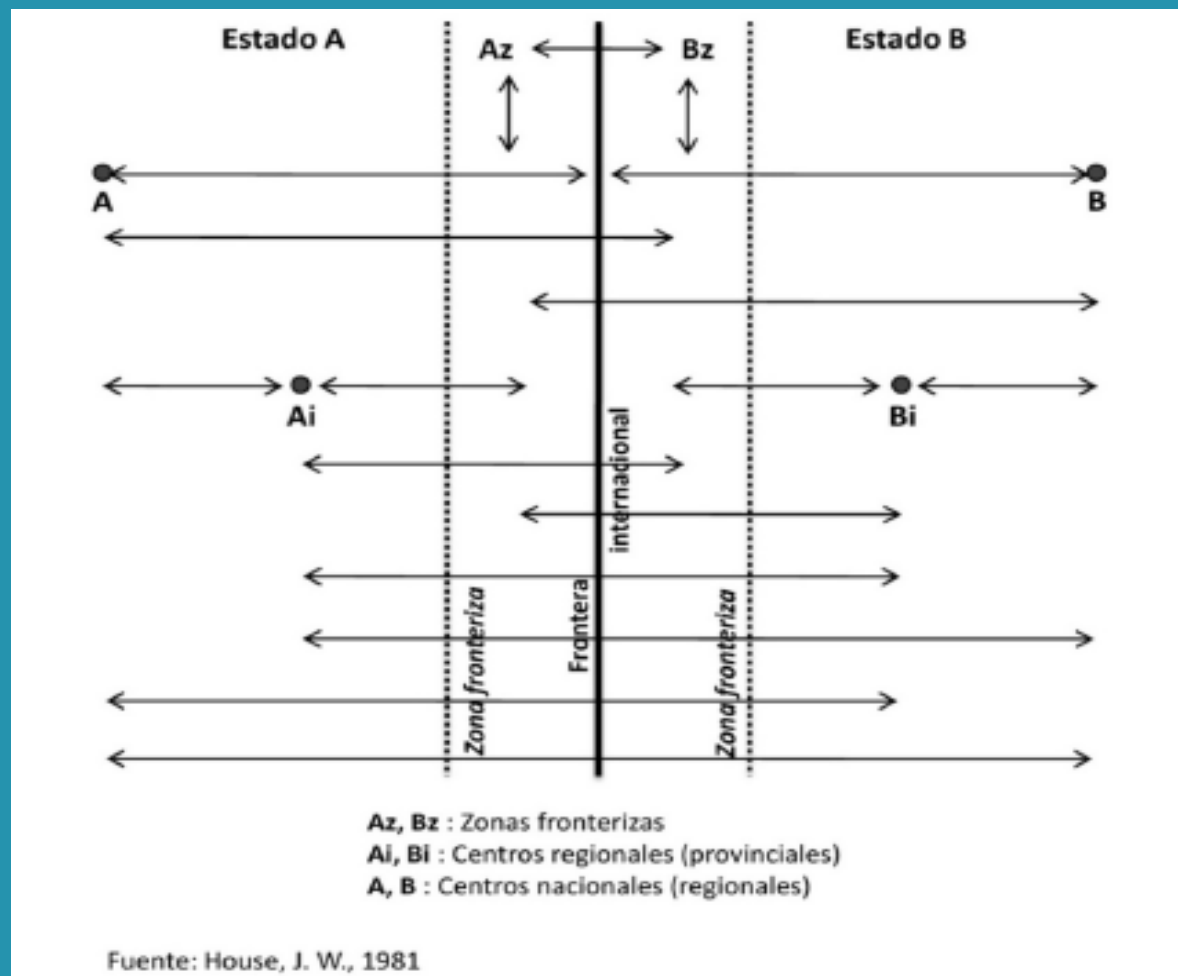 Estado A
Az
Bz
Estado B
A
B
Ai
Bi
Frontera internacional
Zona fronteriza
Zona fronteriza
Az, Bz : Zonas fronterizas
Ai, Bi : Centros regionales (provinciales)
A, B : Centros nacionales (regionales)
Fuente: House, J. W., 1981